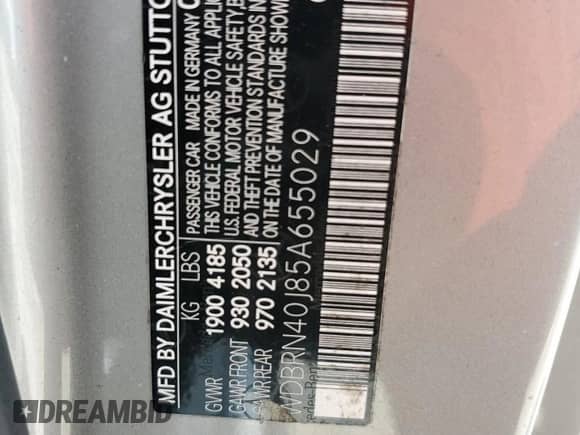 MFD BY DAIMLERCHRYSLER AG STUTTG
KG LBS PASSENGER CAR MADE IN GERMANY
GVWR 1900 4185 THIS VEHICLE CONFORMS TO ALL APPLIC
GAWR FRONT 930 2050 U.S. FEDERAL MOTOR VEHICLE SAFETY,
GAWR REAR 970 2135 AND THEFT PREVENTION STANDARDS IN
ON THE DATE OF MANUFACTURE SHOWN
WDBRN40J85A655029
DREAMBID